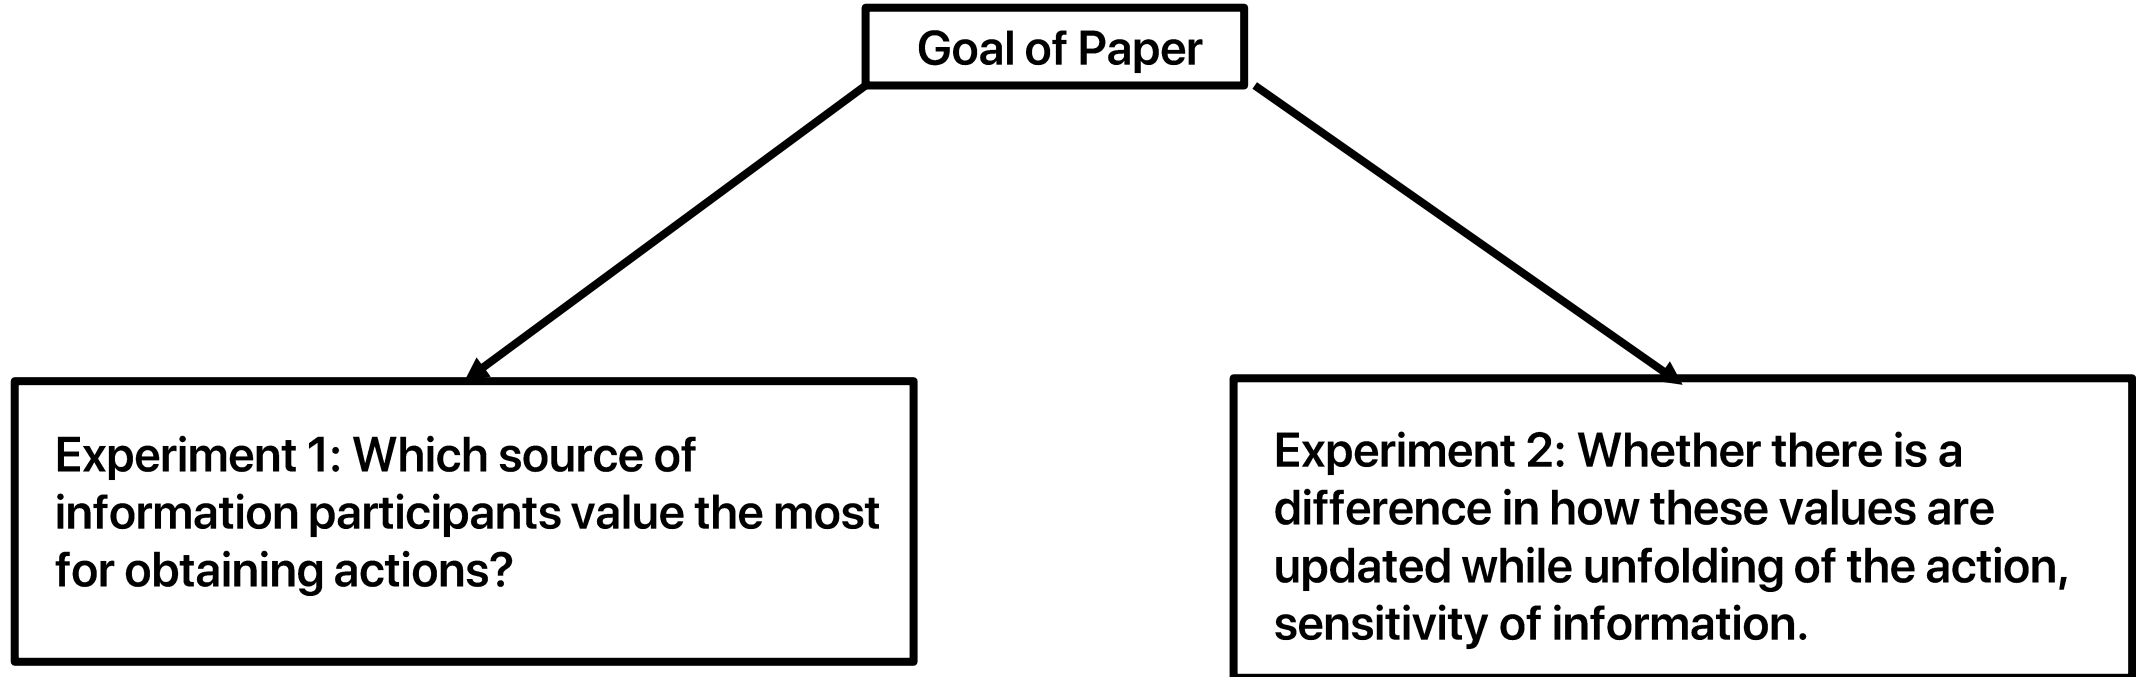 Goal of Paper
Experiment 1: Which source of
information participants value the most
for obtaining actions?
Experiment 2: Whether there is a
difference in how these values are
updated while unfolding of the action,
sensitivity of information.